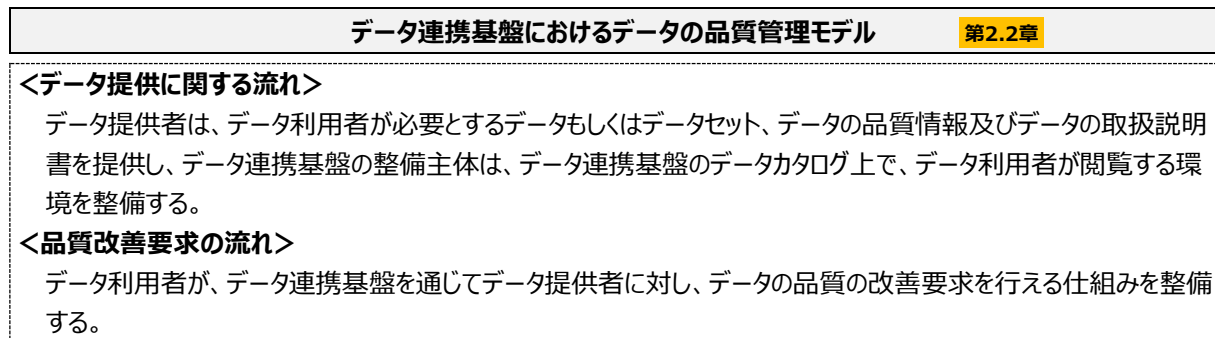 データ連携基盤におけるデータの品質管理モデル 第2.2章
＜データ提供に関する流れ＞
データ提供者は、データ利用者が必要とするデータもしくはデータセット、データの品質情報及びデータの取扱説明
書を提供し、データ連携基盤の整備主体は、データ連携基盤のデータカタログ上で、データ利用者が閲覧する環
境を整備する。
＜品質改善要求の流れ＞
データ利用者が、データ連携基盤を通じてデータ提供者に対し、データの品質の改善要求を行える仕組みを整備
する。